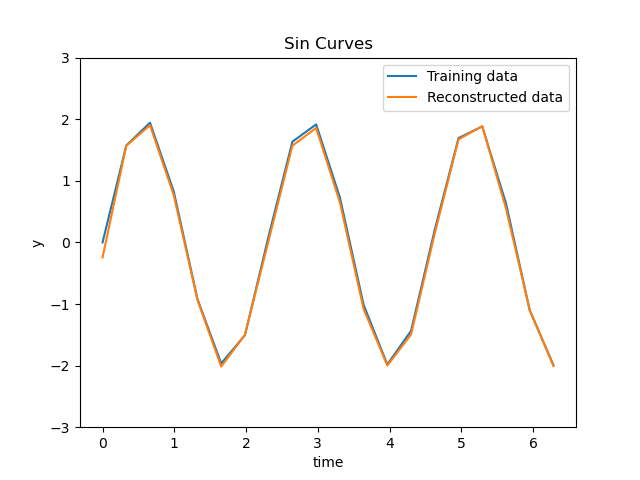 Sin Curves
Training data
Reconstructed data
3
2
1
0
−1
−2
−3
y
0 1 2 3 4 5 6
time